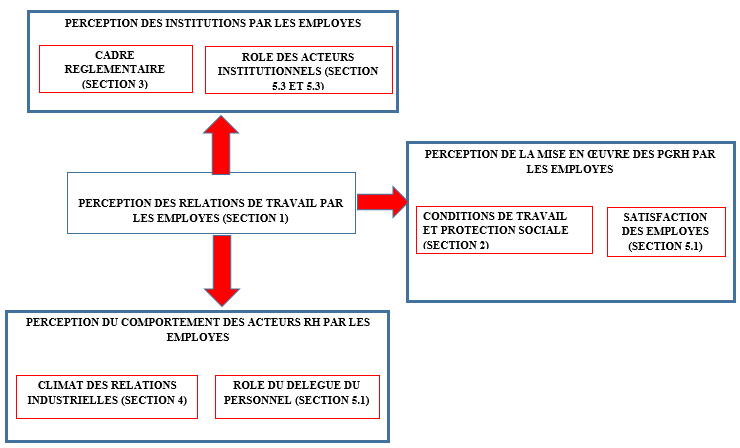 PERCEPTION DES INSTITUTIONS PAR LES EMPLOYES
CADRE
REGLEMENTAIRE
(SECTION 3)
ROLE DES ACTEURS
INSTITUTIONNELS (SECTION
5.3 ET 5.3)
PERCEPTION DES RELATIONS DE TRAVAIL PAR
LES EMPLOYES (SECTION 1)
PERCEPTION DE LA MISE EN ŒUVRE DES PGRH PAR
LES EMPLOYES
CONDITIONS DE TRAVAIL
ET PROTECTION SOCIALE
(SECTION 2)
SATISFACTION
DES EMPLOYES
(SECTION 5.1)
PERCEPTION DU COMPORTEMENT DES ACTEURS RH PAR LES
EMPLOYES
CLIMAT DES RELATIONS
INDUSTRIELLES (SECTION 4)
ROLE DU DELEGUE DU
PERSONNEL (SECTION 5.1)